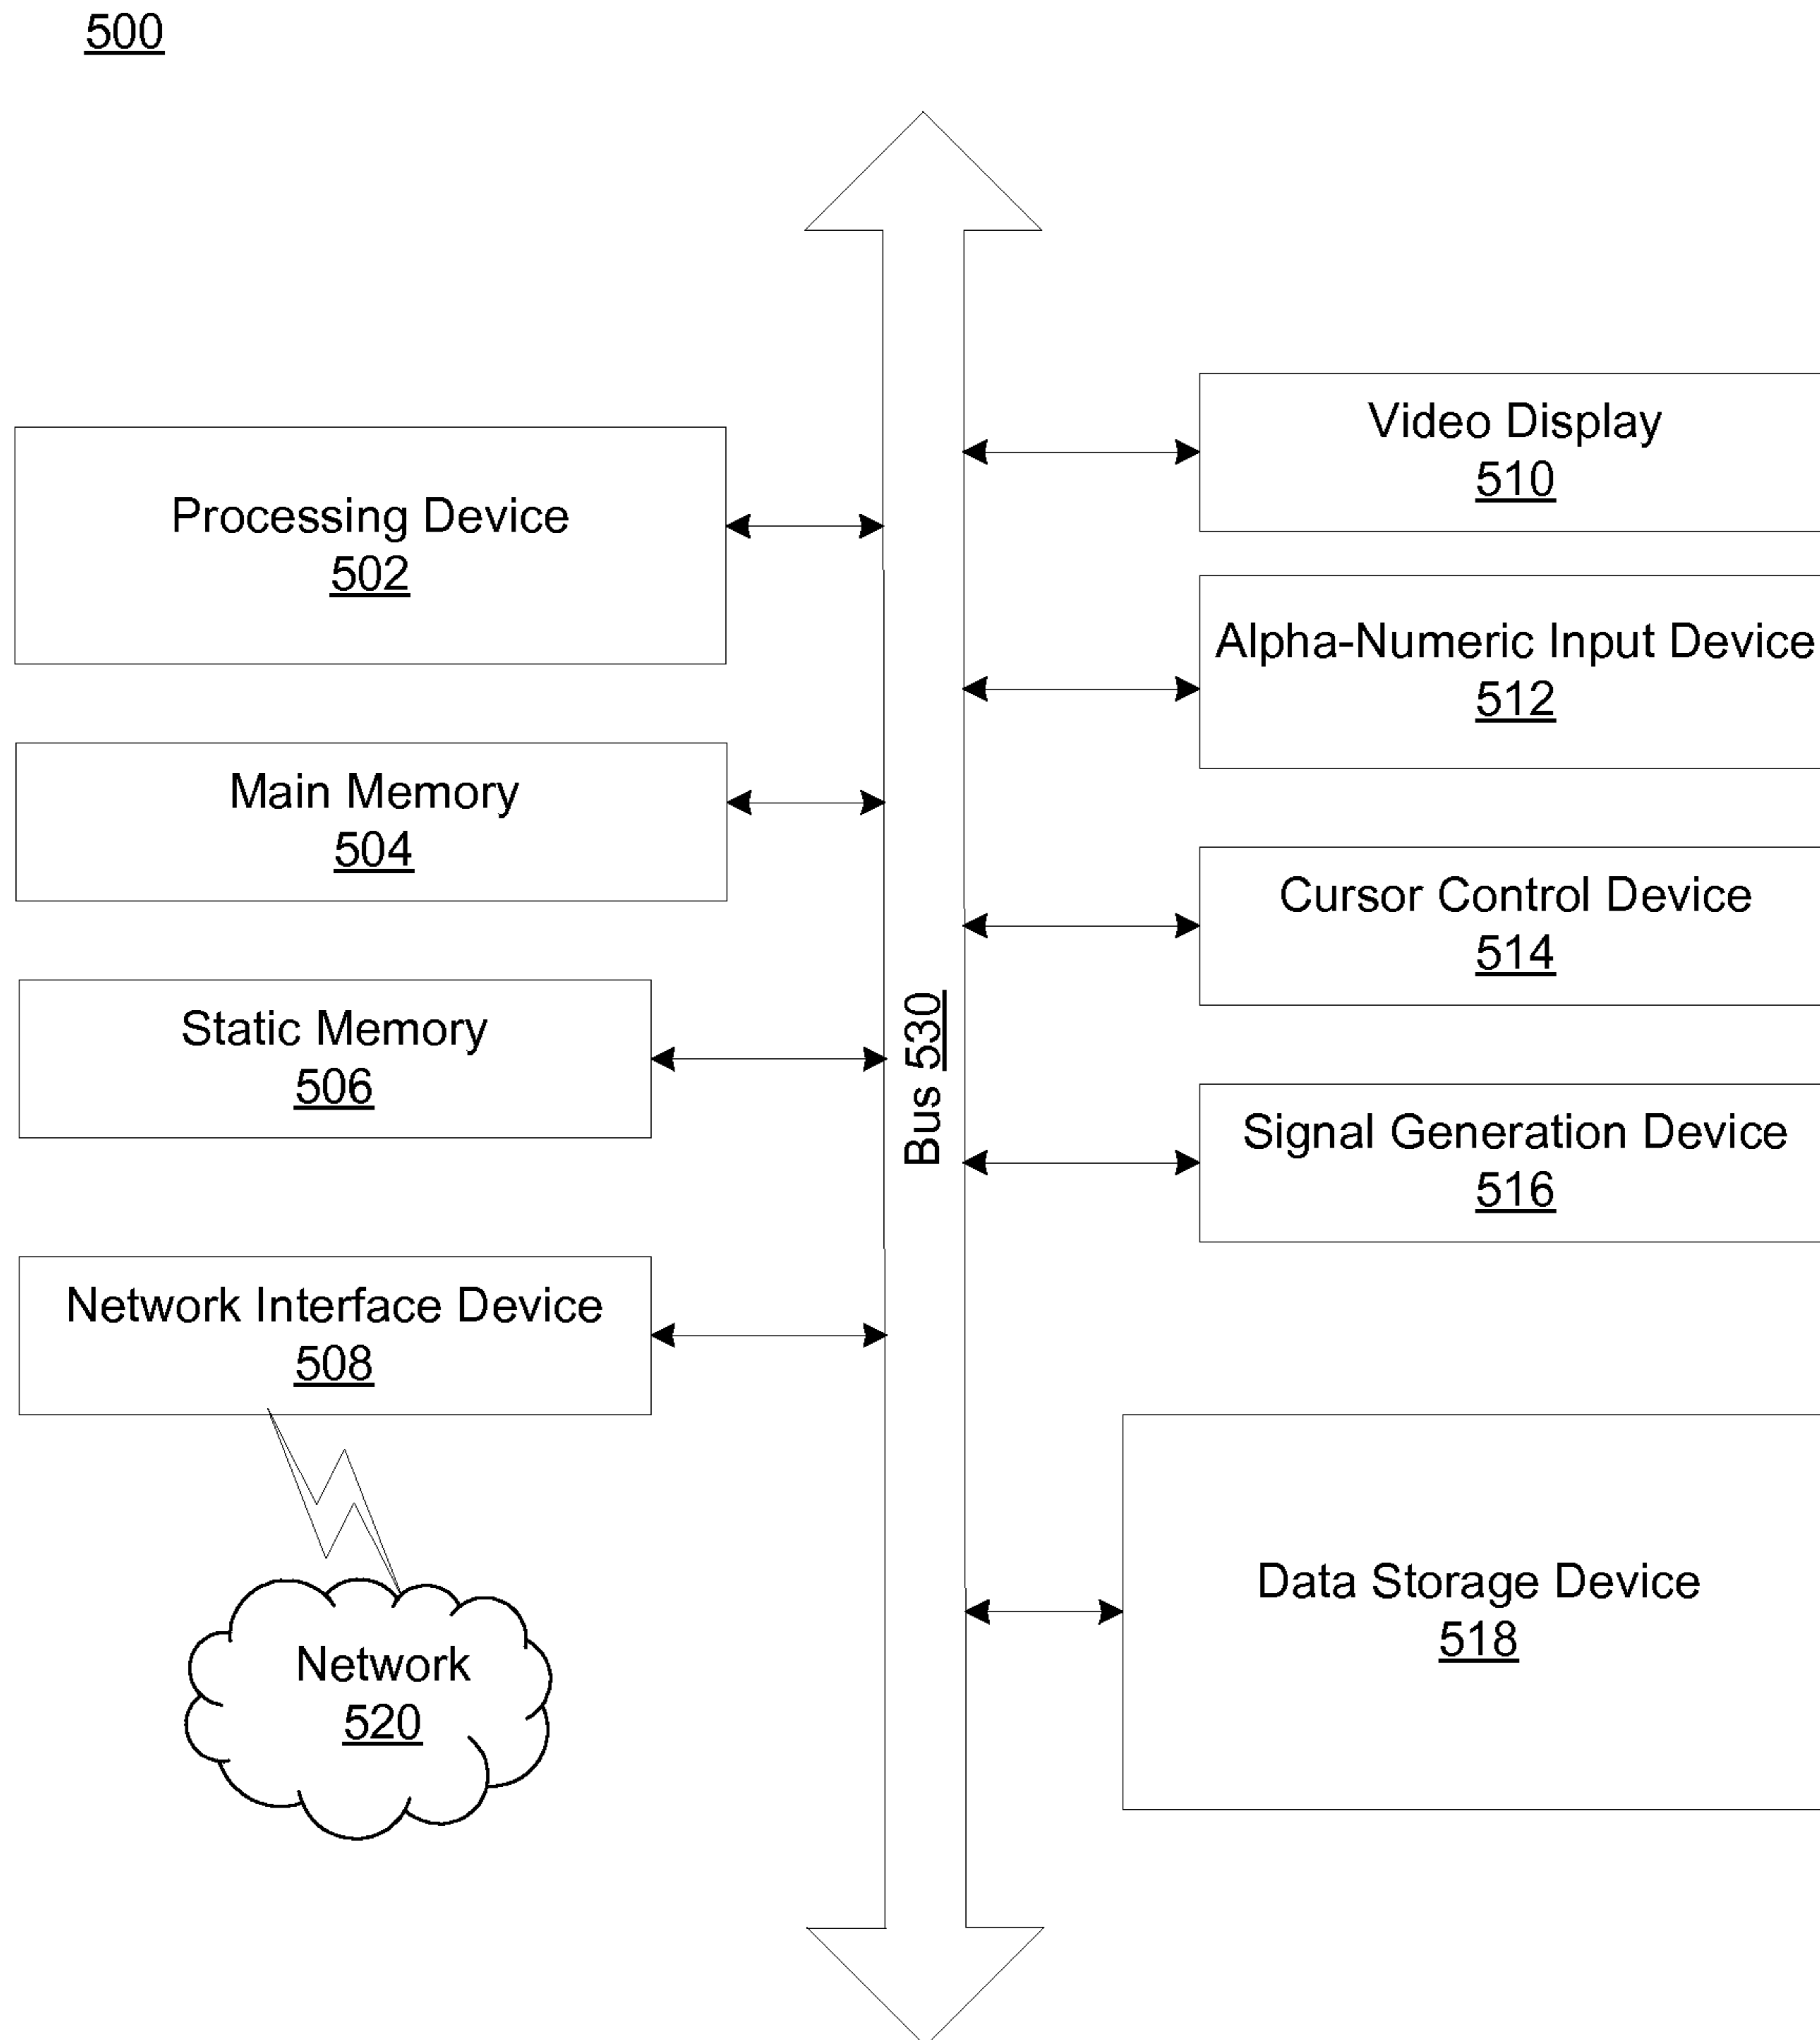 500
Processing Device
502
Main Memory
504
Static Memory
506
Network Interface Device
508
Network
520
Bus 530
Video Display
510
Alpha-Numeric Input Device
512
Cursor Control Device
514
Signal Generation Device
516
Data Storage Device
518